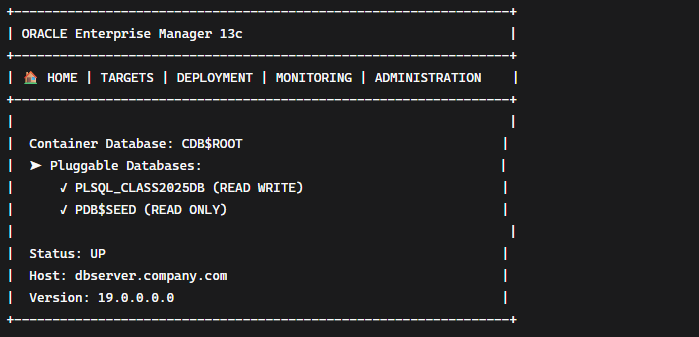 +-----------------------------------------------------------------+
| ORACLE Enterprise Manager 13c |
+-----------------------------------------------------------------+
| 🏠 HOME | TARGETS | DEPLOYMENT | MONITORING | ADMINISTRATION |
+-----------------------------------------------------------------+
| |
| Container Database: CDB$ROOT |
| ➤ Pluggable Databases: |
| ✓ PLSQL_CLASS2025DB (READ WRITE) |
| ✓ PDB$SEED (READ ONLY) |
| |
| Status: UP |
| Host: dbserver.company.com |
| Version: 19.0.0.0.0 |
+-----------------------------------------------------------------+